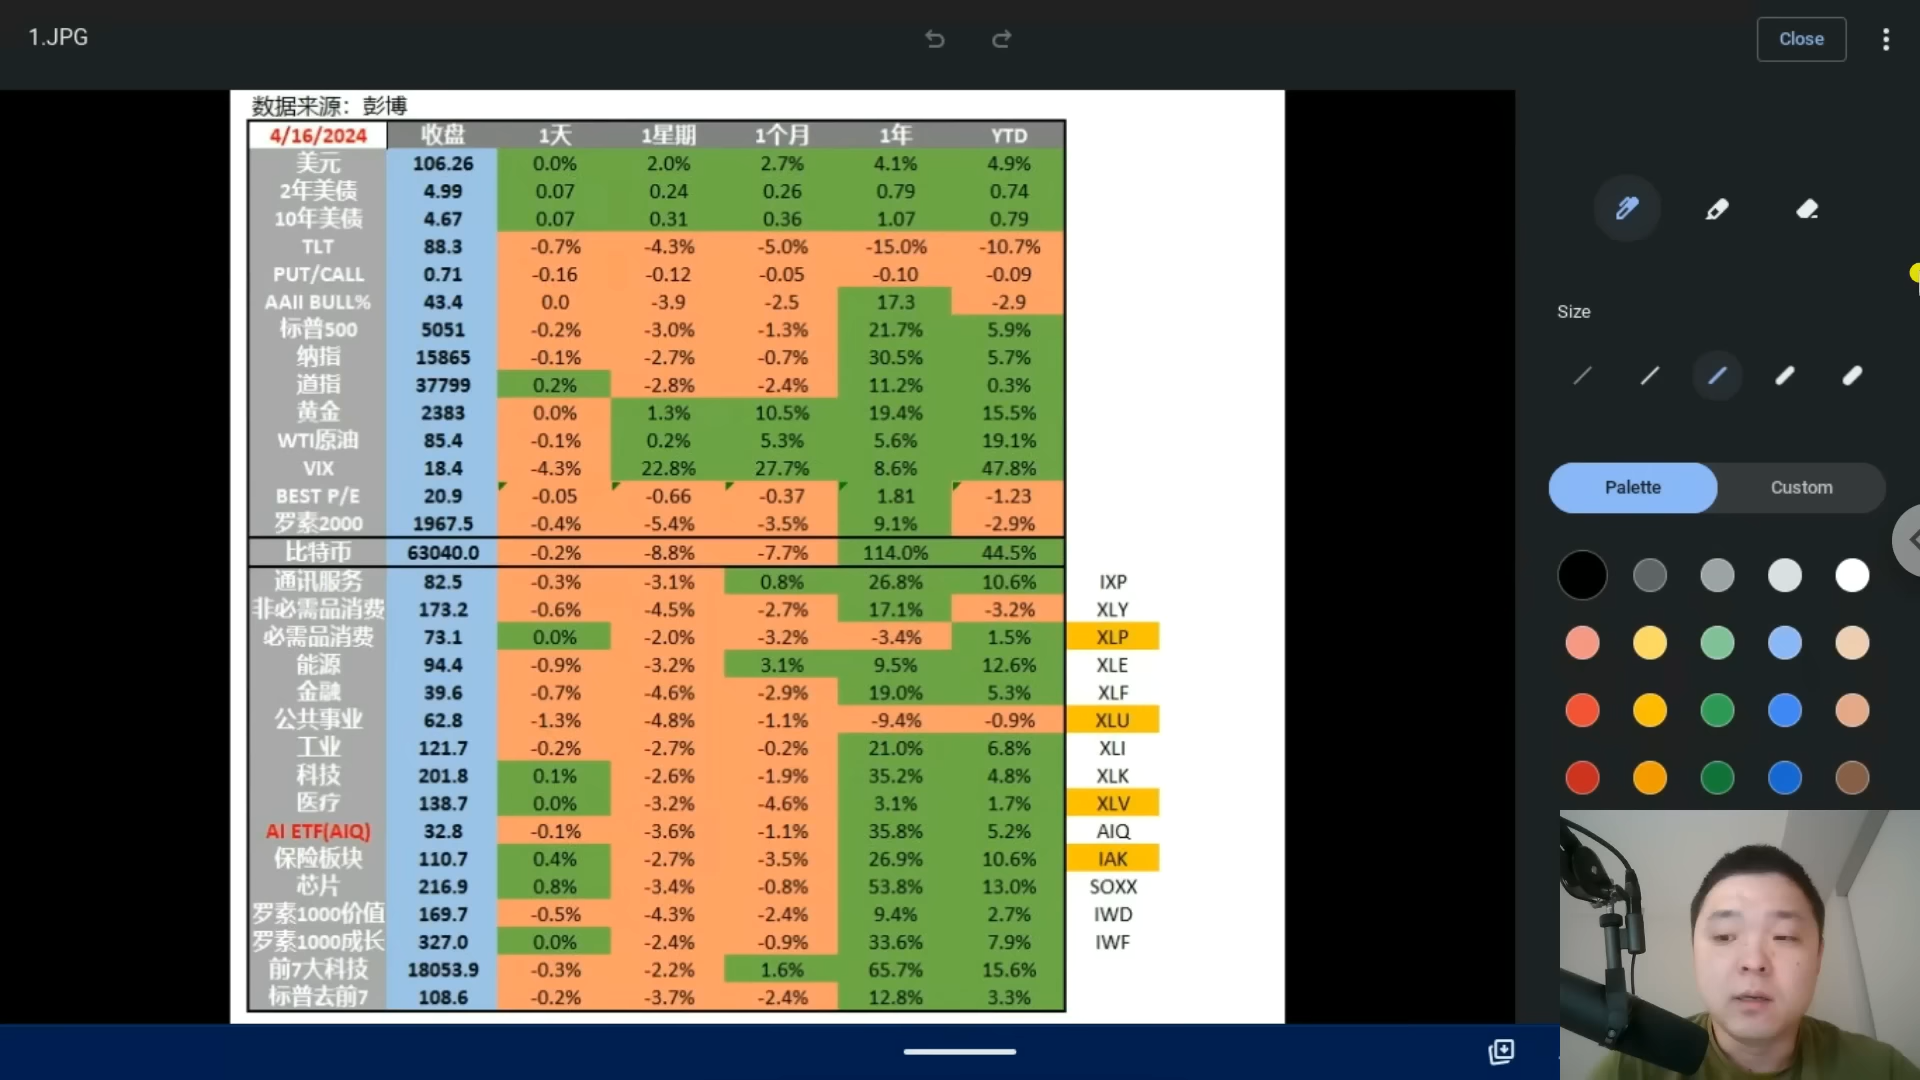 1.JPG
Close
数据来源：彭博
4/16/2024 收盘 1天 1星期 1个月 1年 YTD
美元 106.26 0.0% 2.0% 2.7% 4.1% 4.9%
2年美债 4.99 0.07 0.24 0.26 0.79 0.74
10年美债 4.67 0.07 0.31 0.36 1.07 0.79
TLT 88.3 -0.7% -4.3% -5.0% -15.0% -10.7%
PUT/CALL 0.71 -0.16 -0.12 -0.05 -0.10 -0.09
AAII BULL% 43.4 0.0 -3.9 -2.5 17.3 -2.9
标普500 5051 -0.2% -3.0% -1.3% 21.7% 5.9%
纳指 15865 -0.1% -2.7% -0.7% 30.5% 5.7%
道指 37799 0.2% -2.8% -2.4% 11.2% 0.3%
黄金 2383 0.0% 1.3% 10.5% 19.4% 15.5%
WTI原油 85.4 -0.1% 0.2% 5.3% 5.6% 19.1%
VIX 18.4 -4.3% 22.8% 27.7% 8.6% 47.8%
BEST P/E 20.9 -0.05 -0.66 -0.37 1.81 -1.23
罗素2000 1967.5 -0.4% -5.4% -3.5% 9.1% -2.9%
比特币 63040.0 -0.2% -8.8% -7.7% 114.0% 44.5%
通讯服务 82.5 -0.3% -3.1% 0.8% 26.8% 10.6% IXP
非必需品消费 173.2 -0.6% -4.5% -2.7% 17.1% -3.2% XLY
必需品消费 73.1 0.0% -2.0% -3.2% -3.4% 1.5% XLP
能源 94.4 -0.9% -3.2% 3.1% 9.5% 12.6% XLE
金融 39.6 -0.7% -4.6% -2.9% 19.0% 5.3% XLF
公共事业 62.8 -1.3% -4.8% -1.1% -9.4% -0.9% XLU
工业 121.7 -0.2% -2.7% -0.2% 21.0% 6.8% XLI
科技 201.8 0.1% -2.6% -1.9% 35.2% 4.8% XLK
医疗 138.7 0.0% -3.2% -4.6% 3.1% 1.7% XLV
AI ETF(AIQ) 32.8 -0.1% -3.6% -1.1% 35.8% 5.2% AIQ
保险板块 110.7 0.4% -2.7% -3.5% 26.9% 10.6% IAK
芯片 216.9 0.8% -3.4% -0.8% 53.8% 13.0% SOXX
罗素1000价值 169.7 -0.5% -4.3% -2.4% 9.4% 2.7% IWD
罗素1000成长 327.0 0.0% -2.4% -0.9% 33.6% 7.9% IWF
前7大科技 18053.9 -0.3% -2.2% 1.6% 65.7% 15.6%
标普去前7 108.6 -0.2% -3.7% -2.4% 12.8% 3.3%
Size
Palette Custom